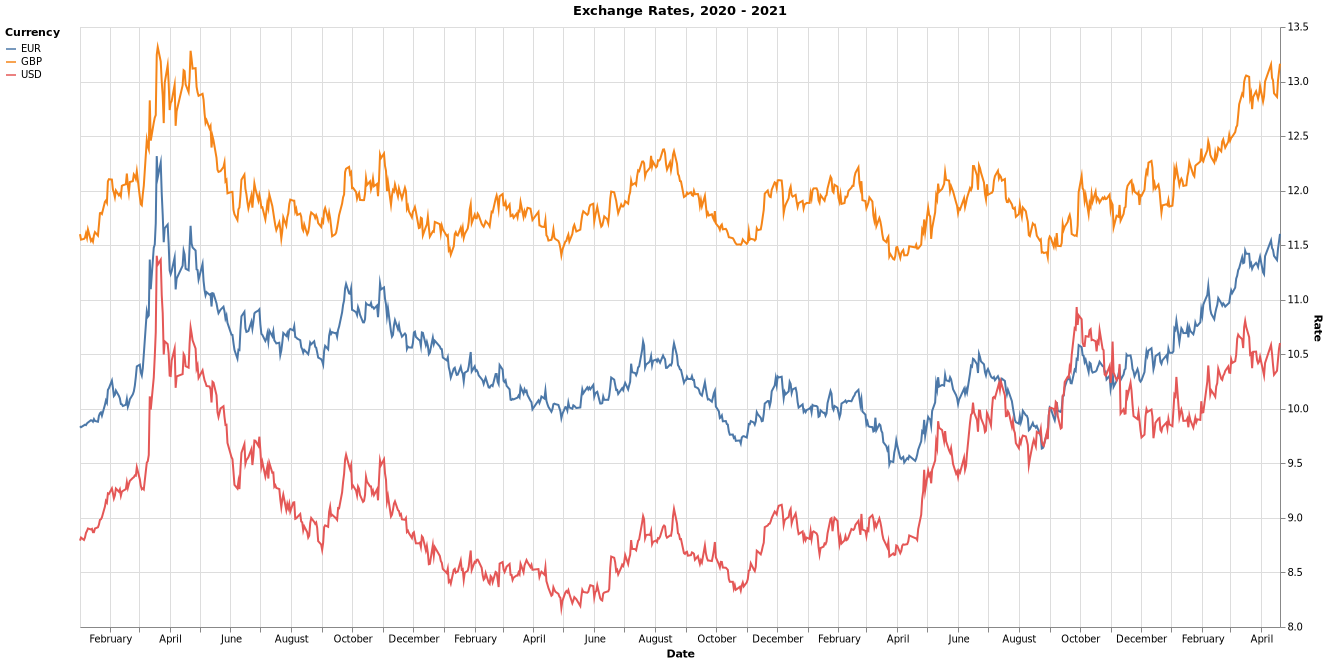 Exchange Rates, 2020 - 2021
Currency
EUR
GBP
USD
13.5
13.0
12.5
12.0
11.5
11.0
10.5
10.0
9.5
9.0
8.5
8.0
Rate
February April June August October December February April June August October December February April June August October December February April
Date